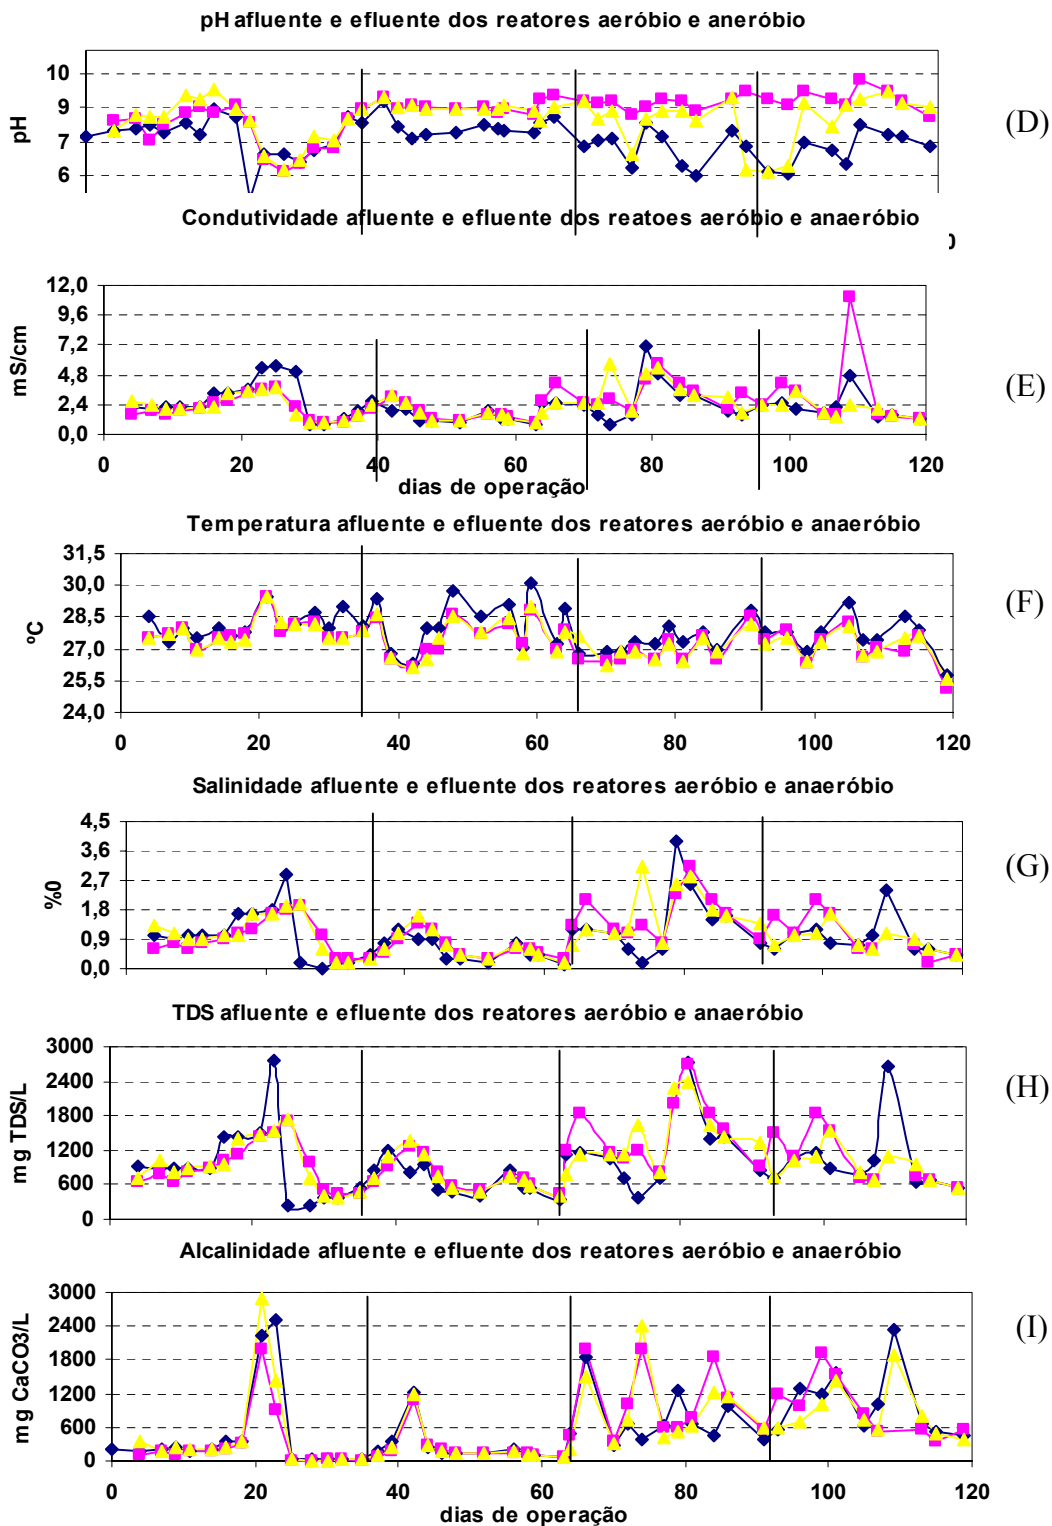 pH afluente e efluente dos reatores aeróbio e aneróbio
10
9
7
6
pH
(D)
Condutividade afluente e efluente dos reatoes aeróbio e anaeróbio
0
12,0
9,6
7,2
4,8
2,4
0,0
mS/cm
(E)
0 20 40 60 80 100 120
dias de operação
Temperatura afluente e efluente dos reatores aeróbio e anaeróbio
31,5
30,0
28,5
27,0
25,5
24,0
ºC
(F)
0 20 40 60 80 100 120
Salinidade afluente e efluente dos reatores aeróbio e anaeróbio
4,5
3,6
2,7
1,8
0,9
0,0
%0
(G)
TDS afluente e efluente dos reatores aeróbio e anaeróbio
3000
2400
1800
1200
600
0
mg TDS/L
(H)
Alcalinidade afluente e efluente dos reatores aeróbio e anaeróbio
3000
2400
1800
1200
600
0
mg CaCO3/L
(I)
0 20 40 60 80 100 120
dias de operação